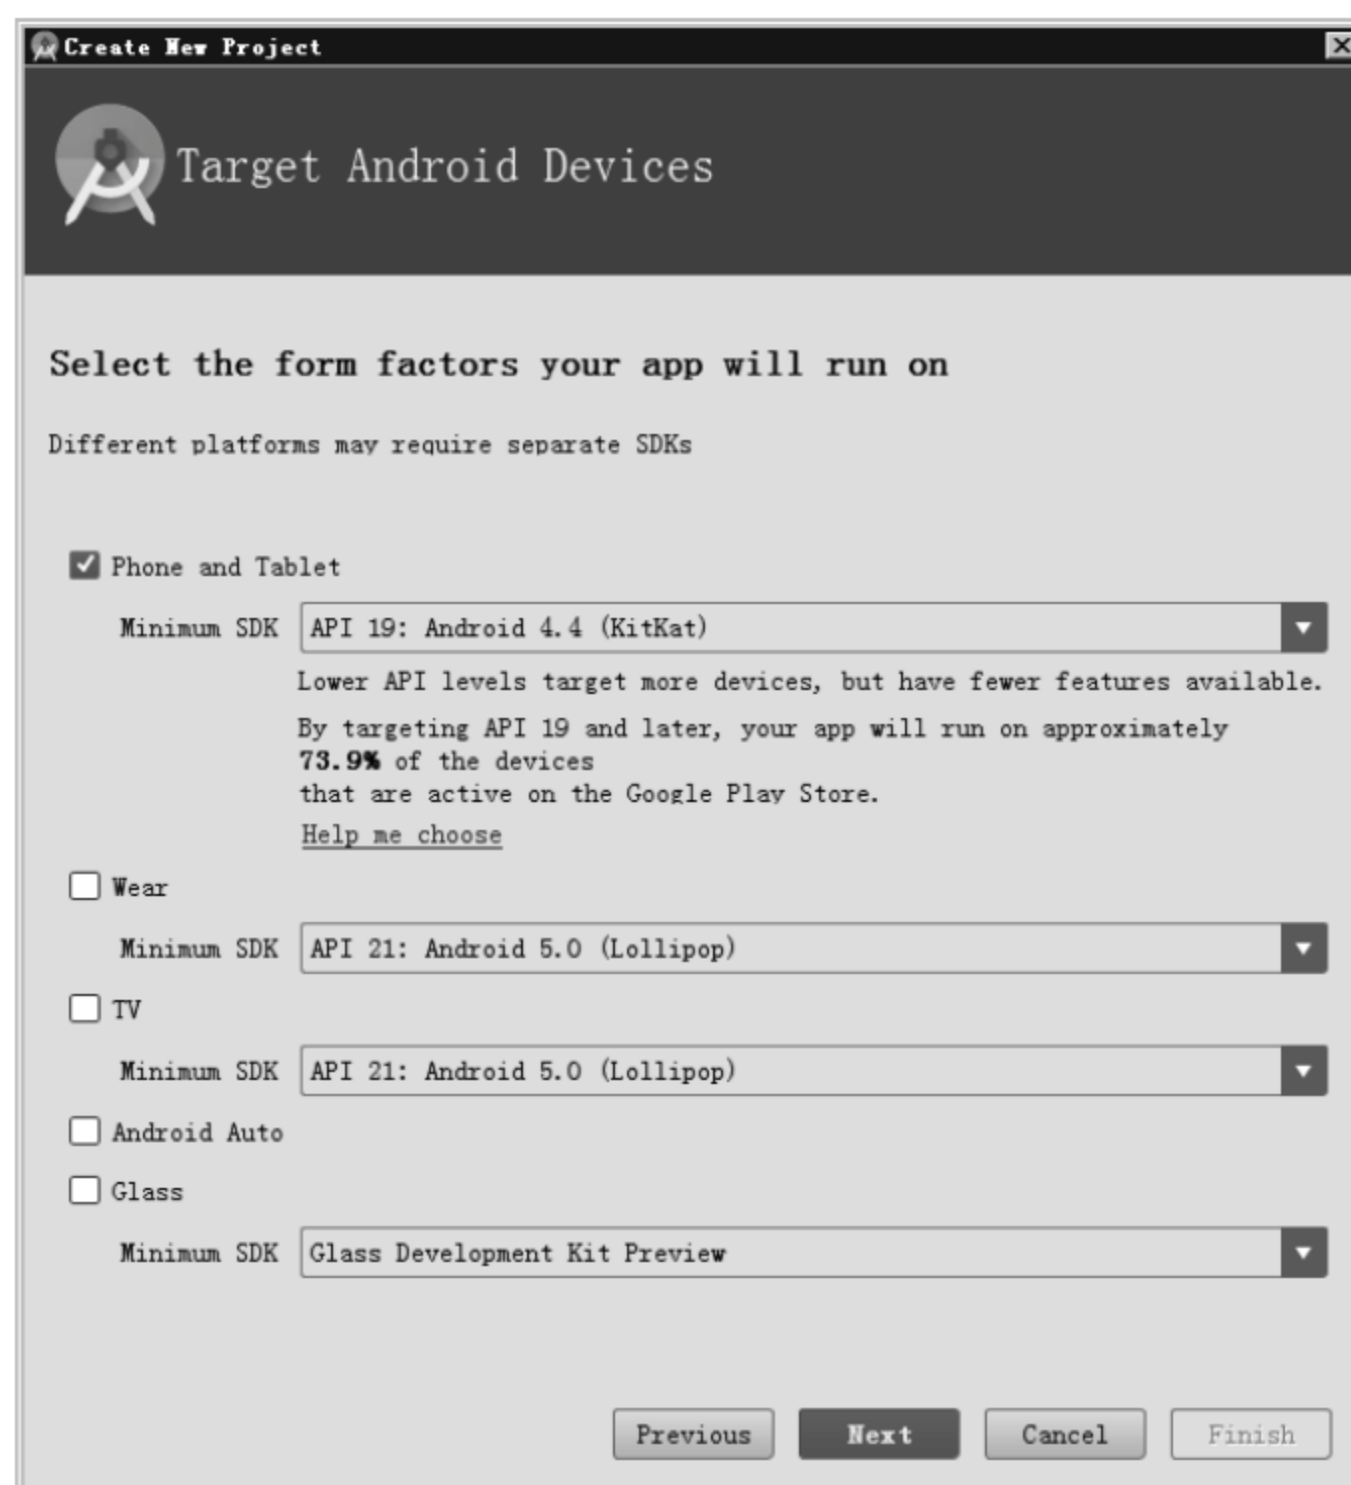 Create New Project
Target Android Devices
Select the form factors your app will run on
Different platforms may require separate SDKs
Phone and Tablet
Minimum SDK API 19: Android 4.4 (KitKat)
Lower API levels target more devices, but have fewer features available.
By targeting API 19 and later, your app will run on approximately
73.9% of the devices
that are active on the Google Play Store.
Help me choose
Wear
Minimum SDK API 21: Android 5.0 (Lollipop)
TV
Minimum SDK API 21: Android 5.0 (Lollipop)
Android Auto
Glass
Minimum SDK Glass Development Kit Preview
Previous Next Cancel Finish